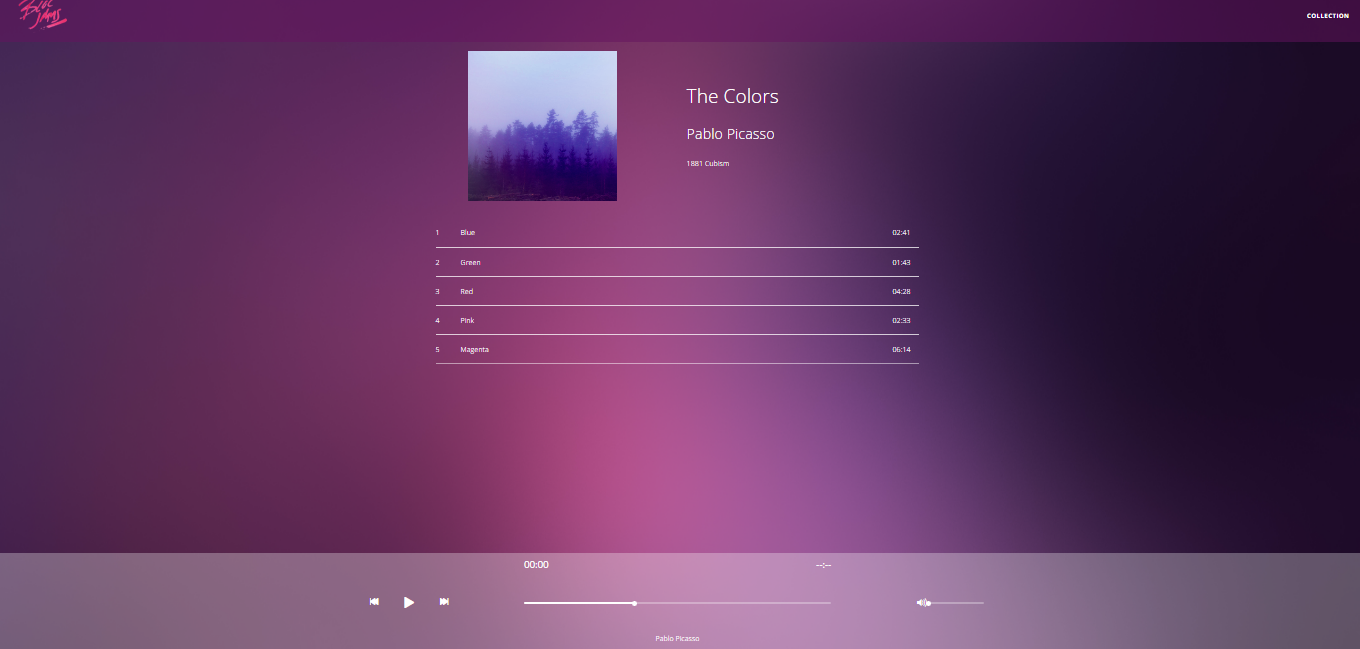 BLOC
JAMS
COLLECTION
The Colors
Pablo Picasso
1881 Cubism
1 Blue 02:41
2 Green 01:43
3 Red 04:28
4 Pink 02:33
5 Magenta 06:14
00:00 --:--
Pablo Picasso